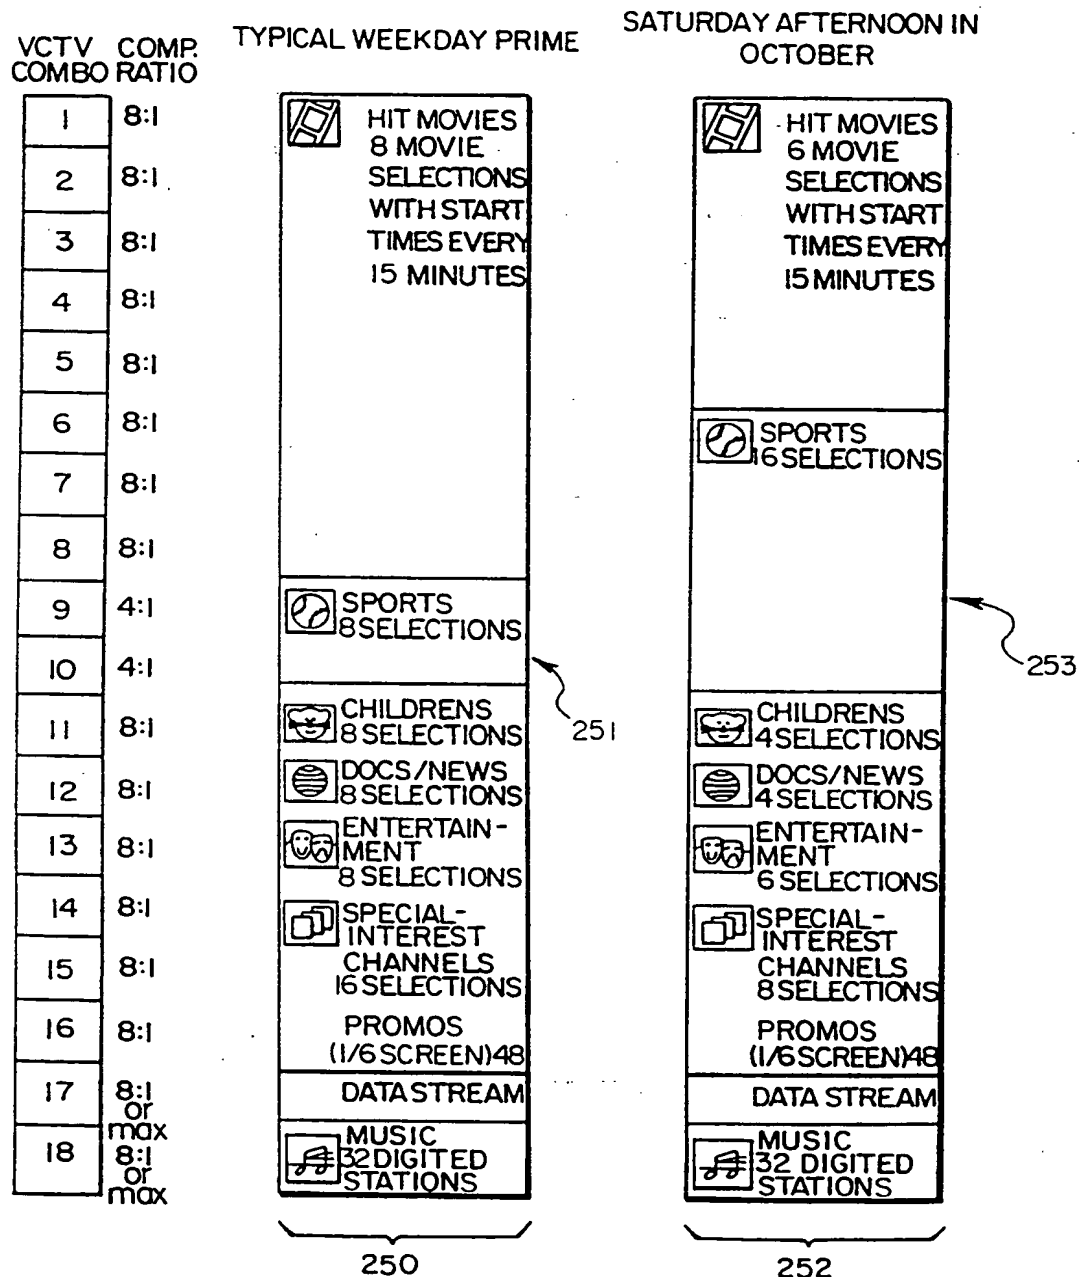 VCTV COMBO
COMP. RATIO
1 8:1
2 8:1
3 8:1
4 8:1
5 8:1
6 8:1
7 8:1
8 8:1
9 4:1
10 4:1
11 8:1
12 8:1
13 8:1
14 8:1
15 8:1
16 8:1
17 8:1 or max
18 8:1 or max
TYPICAL WEEKDAY PRIME
HIT MOVIES
8 MOVIE
SELECTIONS
WITH START
TIMES EVERY
15 MINUTES
SPORTS
8 SELECTIONS
251
CHILDRENS
8 SELECTIONS
DOCS/NEWS
8 SELECTIONS
ENTERTAIN-
MENT
8 SELECTIONS
SPECIAL-
INTEREST
CHANNELS
16 SELECTIONS
PROMOS
(1/6 SCREEN) 48
DATA STREAM
MUSIC
32 DIGITED
STATIONS
250
SATURDAY AFTERNOON IN
OCTOBER
HIT MOVIES
6 MOVIE
SELECTIONS
WITH START
TIMES EVERY
15 MINUTES
SPORTS
16 SELECTIONS
253
CHILDRENS
4 SELECTIONS
DOCS/NEWS
4 SELECTIONS
ENTERTAIN-
MENT
6 SELECTIONS
SPECIAL-
INTEREST
CHANNELS
8 SELECTIONS
PROMOS
(1/6 SCREEN) 48
DATA STREAM
MUSIC
32 DIGITED
STATIONS
252